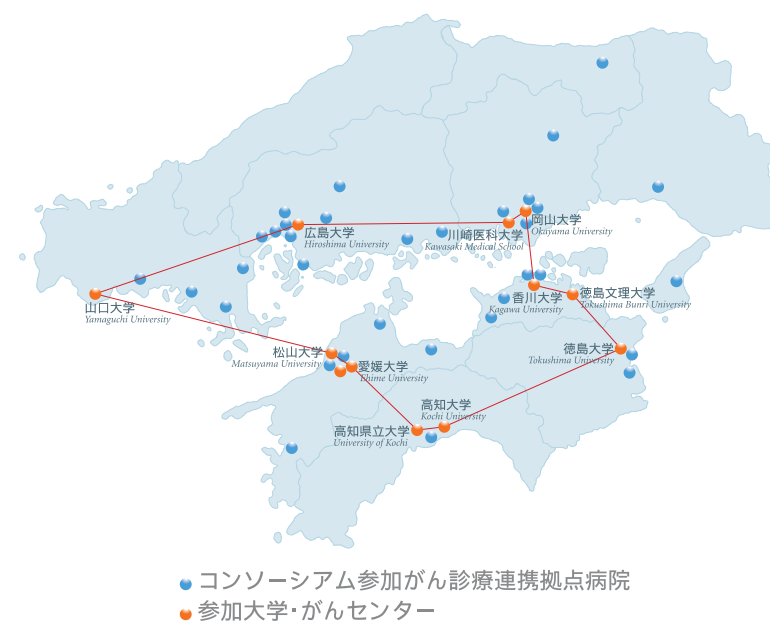 岡山大学
Okayama University
広島大学
Hiroshima University
川崎医科大学
Kawasaki Medical School
香川大学
Kagawa University
徳島文理大学
Tokushima Bunri University
山口大学
Yamaguchi University
松山大学
Matsuyama University
愛媛大学
Ehime University
徳島大学
Tokushima University
高知大学
Kochi University
高知県立大学
University of Kochi
コンソーシアム参加がん診療連携拠点病院
参加大学・がんセンター